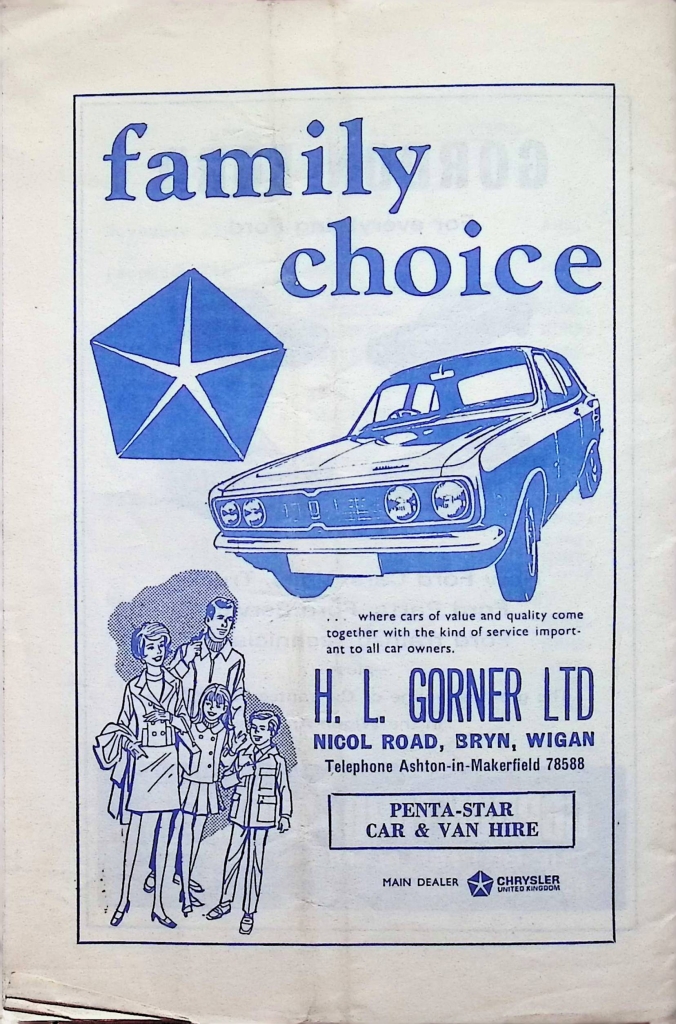 family
choice
... where cars of value and quality come
together with the kind of service import-
ant to all car owners.
H. L. GORNER LTD
NICOL ROAD, BRYN, WIGAN
Telephone Ashton-in-Makerfield 78588
PENTA-STAR
CAR & VAN HIRE
MAIN DEALER CHRYSLER
UNITED KINGDOM